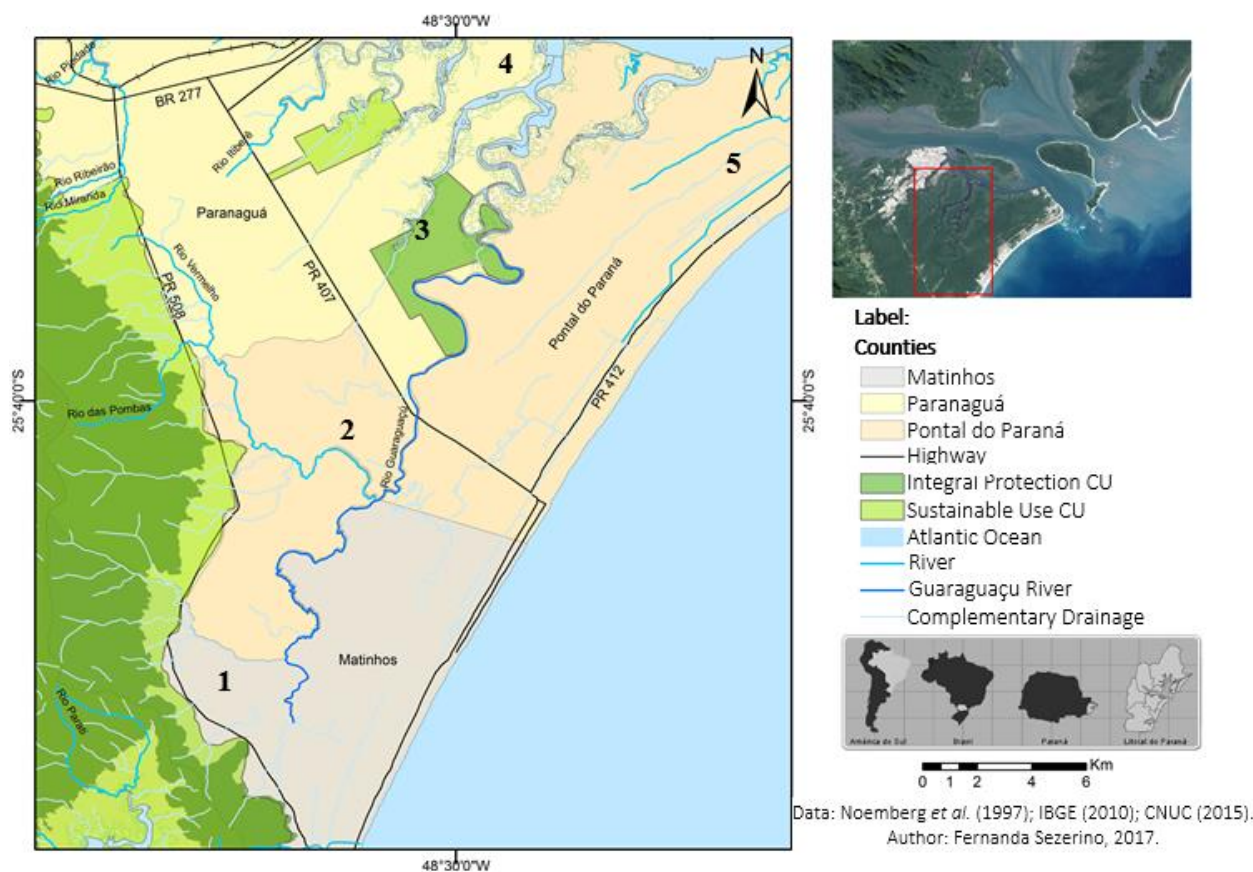 48°30'0"W
Rio Piedade
BR 277
4
N
Rio Itiberê
5
Rio Ribeirão
Rio Miranda
Paranaguá
3
Rio Vermelho
PR 508
PR 407
Pontal do Paraná
PR 412
25°40'0"S
25°40'0"S
Rio das Pombas
2
Rio Guaraguaçú
1
Matinhos
Rio Parati
48°30'0"W
Label:
Counties
Matinhos
Paranaguá
Pontal do Paraná
Highway
Integral Protection CU
Sustainable Use CU
Atlantic Ocean
River
Guaraguaçu River
Complementary Drainage
América do Sul
Brasil
Paraná
Litoral do Paraná
Km
0 1 2 4 6
Data: Noemberg et al. (1997); IBGE (2010); CNUC (2015).
Author: Fernanda Sezerino, 2017.